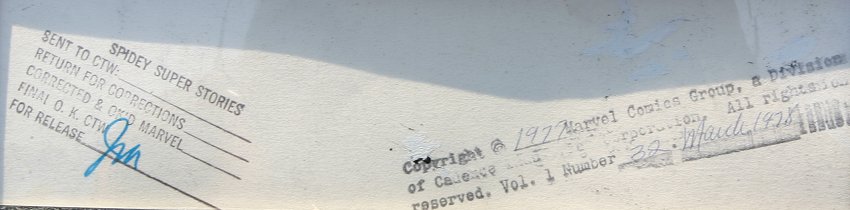 SPIDEY SUPER STORIES
SENT TO CTW:
RETURN FOR CORRECTIONS
CORRECTED & OK'D MARVEL
FINAL O. K. CTW
FOR RELEASE
Copyright © 1977 Marvel Comics Group, a Division
of Cadence Corporation. All rights
reserved. Vol. 1 Number 32. March, 1978 issue